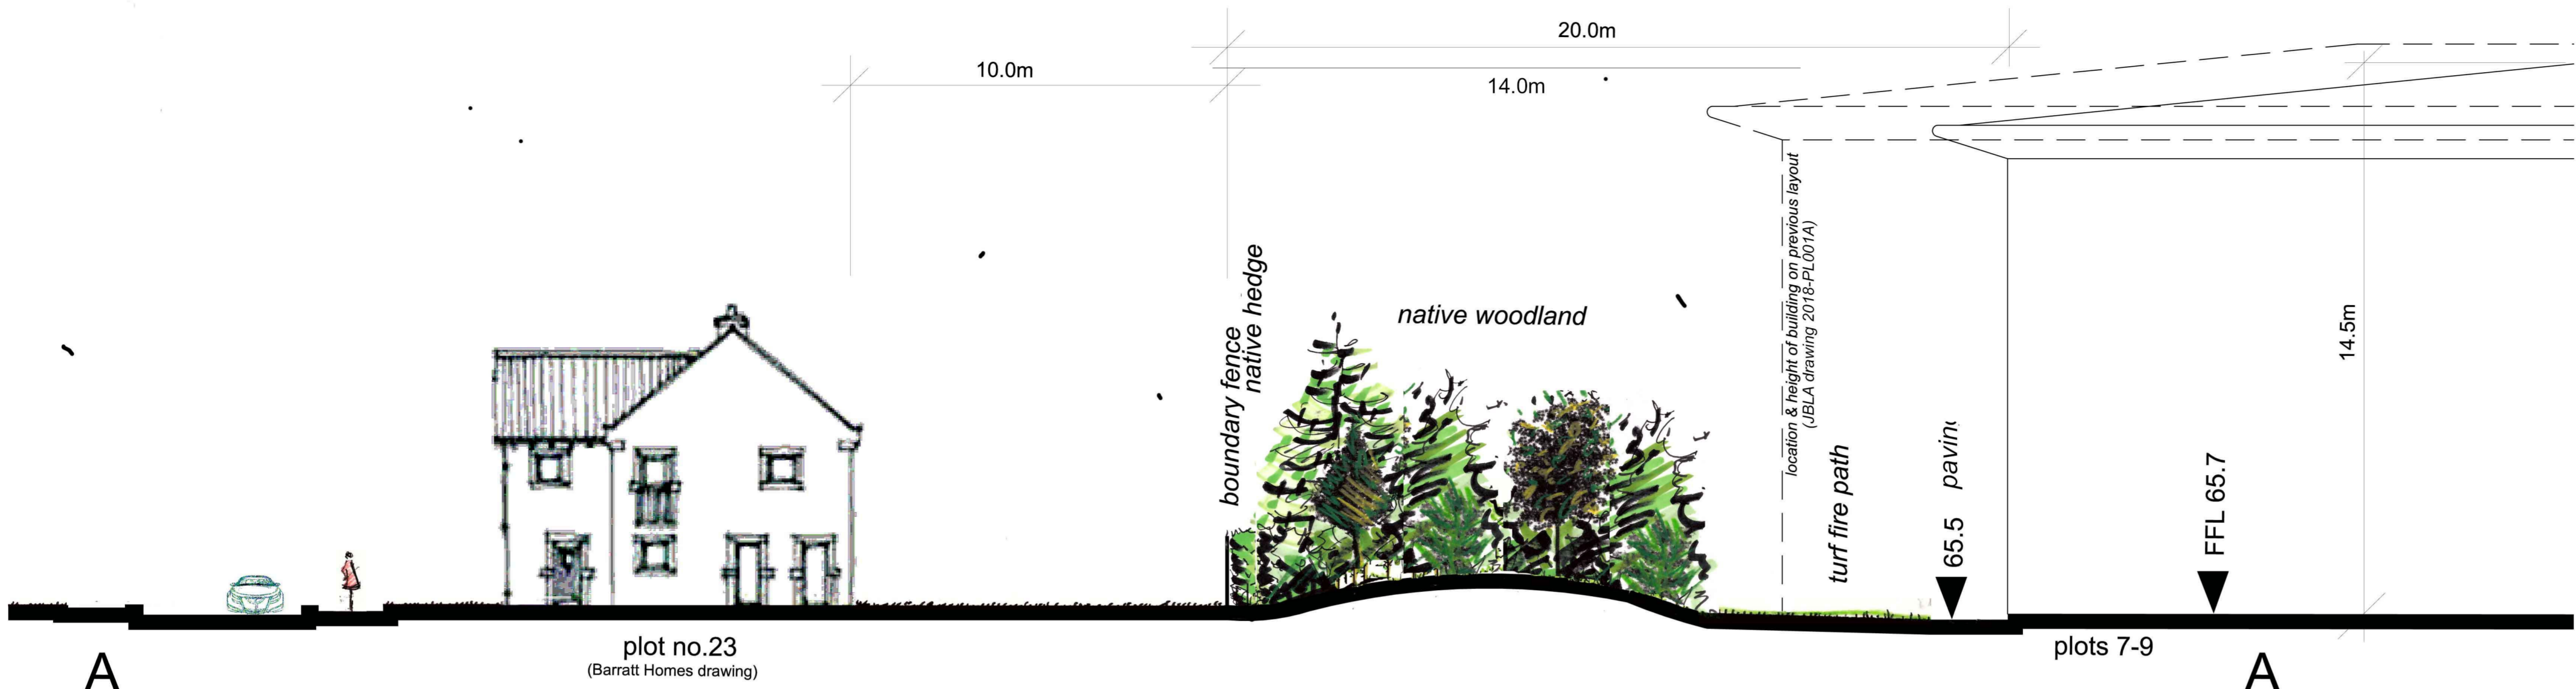 20.0m
10.0m
14.0m
boundary fence
native hedge
native woodland
location & height of building on previous layout
(JBLA drawing 2018-PL001A)
turf fire path
65.5
FFL 65.7
14.5m
plot no.23
(Barratt Homes drawing)
plots 7-9
A
A